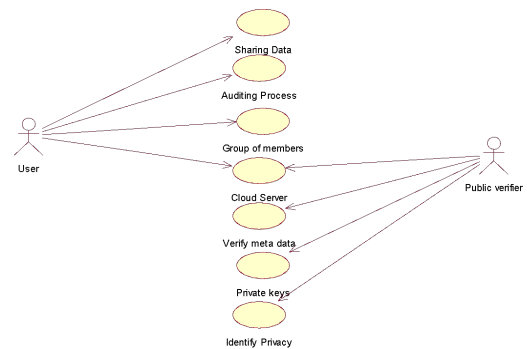 Sharing Data
Auditing Process
Group of members
User
Public verifier
Cloud Server
Verify meta data
Private keys
Identify Privacy